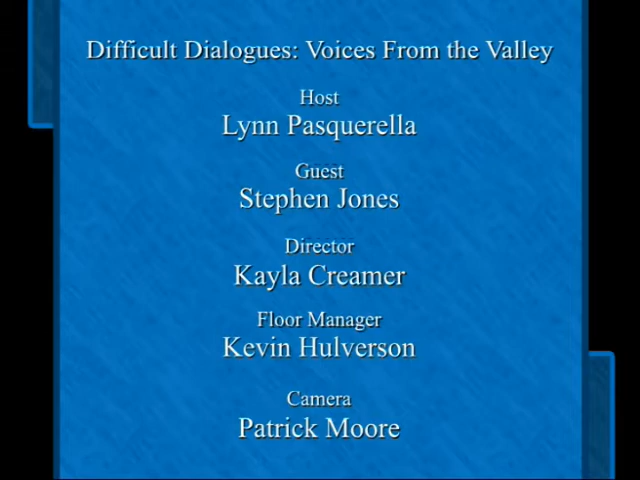 Difficult Dialogues: Voices From the Valley
Host
Lynn Pasquerella
Guest
Stephen Jones
Director
Kayla Creamer
Floor Manager
Kevin Hulverson
Camera
Patrick Moore